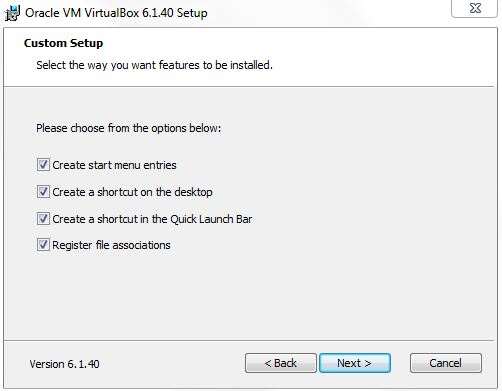 Oracle VM VirtualBox 6.1.40 Setup
Custom Setup
Select the way you want features to be installed.
Please choose from the options below:
Create start menu entries
Create a shortcut on the desktop
Create a shortcut in the Quick Launch Bar
Register file associations
Version 6.1.40
< Back
Next >
Cancel